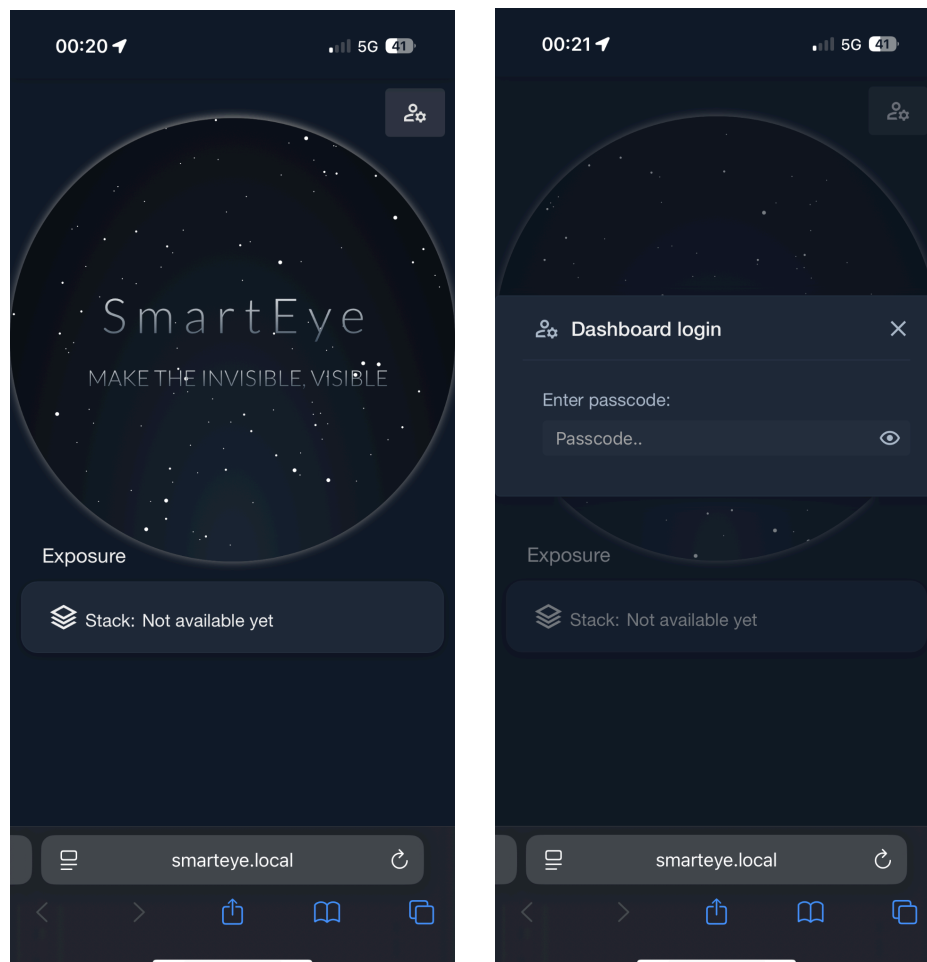 00:20
5G 41
SmartEye
MAKE THE INVISIBLE, VISIBLE
Exposure
Stack: Not available yet
smarteye.local
00:21
5G 41
Dashboard login
Enter passcode:
Passcode..
Exposure
Stack: Not available yet
smarteye.local